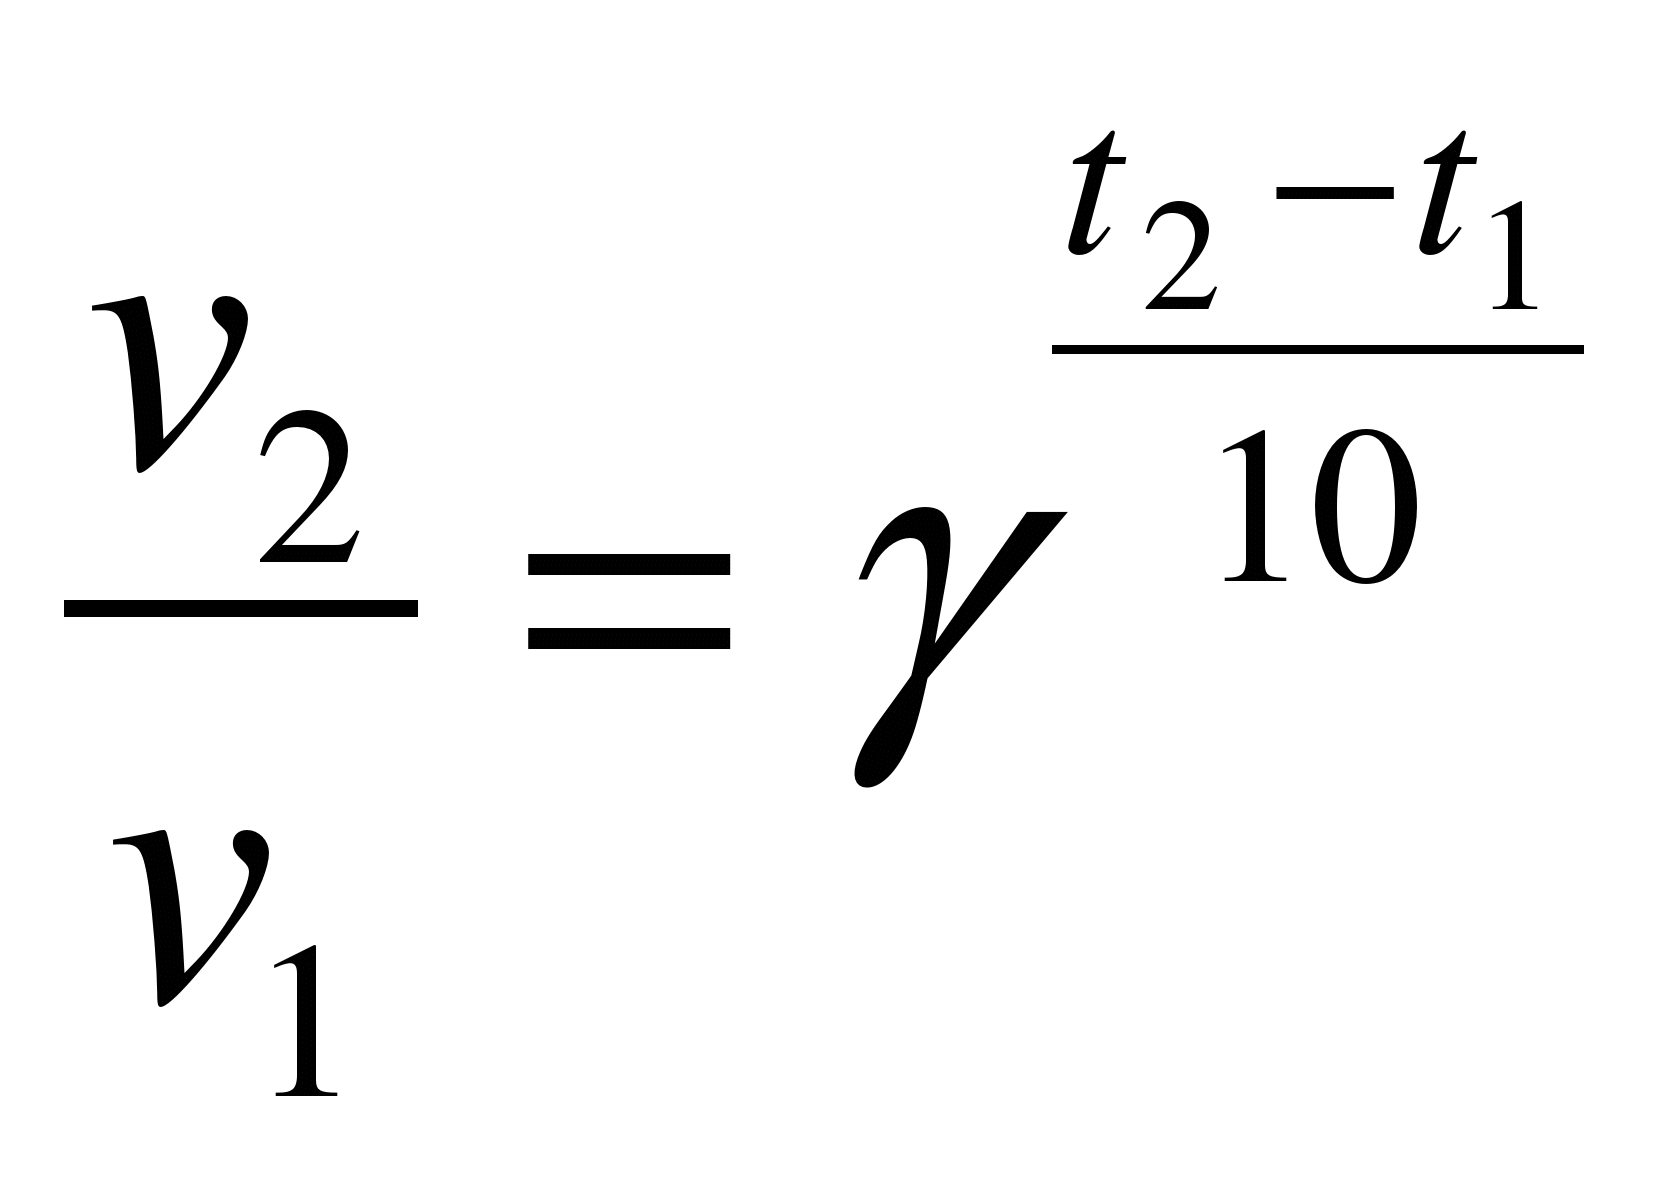 v₂/v₁ = γ^((t₂−t₁)/10)